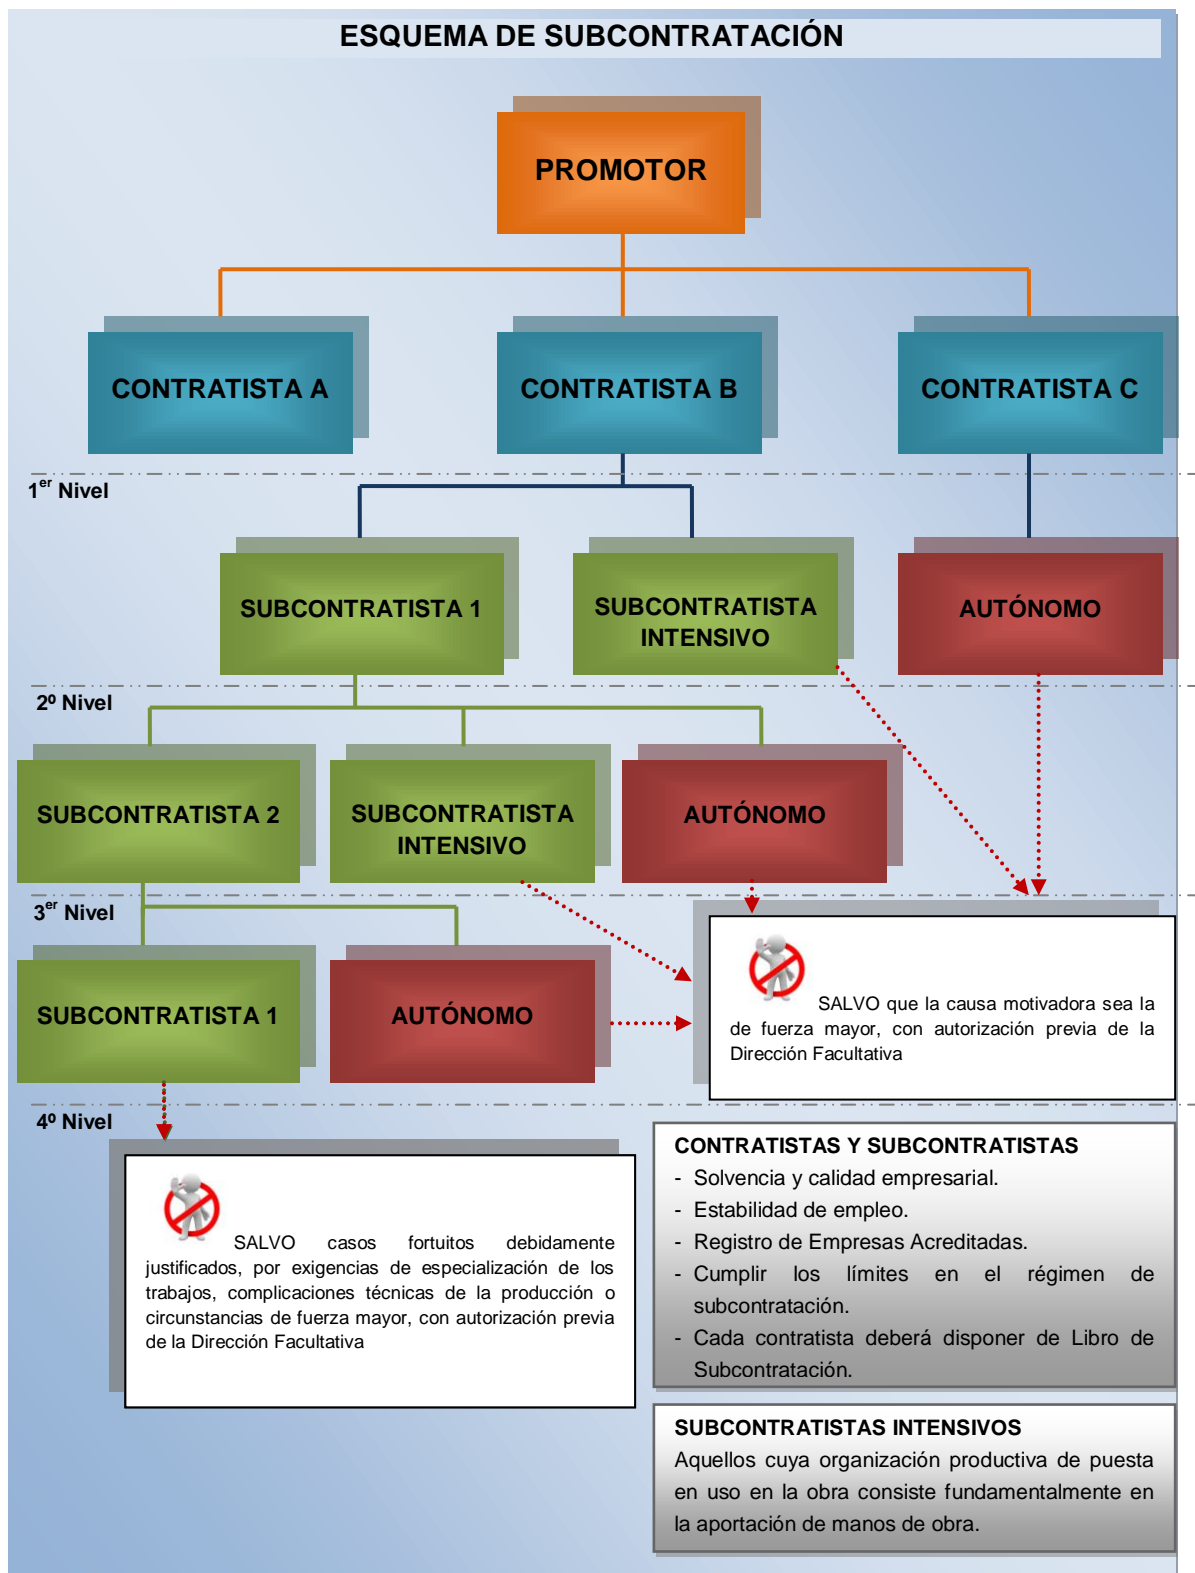 ESQUEMA DE SUBCONTRATACIÓN
PROMOTOR
CONTRATISTA A
CONTRATISTA B
CONTRATISTA C
1er Nivel
SUBCONTRATISTA 1
SUBCONTRATISTA
INTENSIVO
AUTÓNOMO
2º Nivel
SUBCONTRATISTA 2
SUBCONTRATISTA
INTENSIVO
AUTÓNOMO
3er Nivel
SUBCONTRATISTA 1
AUTÓNOMO
SALVO que la causa motivadora sea la
de fuerza mayor, con autorización previa de la
Dirección Facultativa
4º Nivel
SALVO casos fortuitos debidamente
justificados, por exigencias de especialización de los
trabajos, complicaciones técnicas de la producción o
circunstancias de fuerza mayor, con autorización previa
de la Dirección Facultativa
CONTRATISTAS Y SUBCONTRATISTAS
- Solvencia y calidad empresarial.
- Estabilidad de empleo.
- Registro de Empresas Acreditadas.
- Cumplir los límites en el régimen de
subcontratación.
- Cada contratista deberá disponer de Libro de
Subcontratación.
SUBCONTRATISTAS INTENSIVOS
Aquellos cuya organización productiva de puesta
en uso en la obra consiste fundamentalmente en
la aportación de manos de obra.